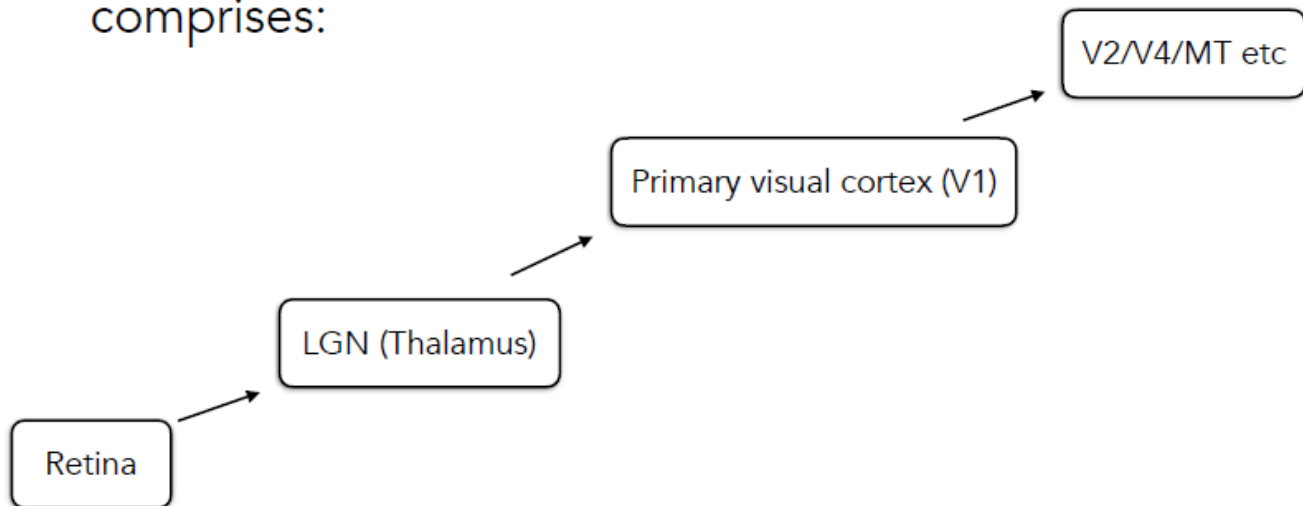 comprises:
V2/V4/MT etc
Primary visual cortex (V1)
LGN (Thalamus)
Retina